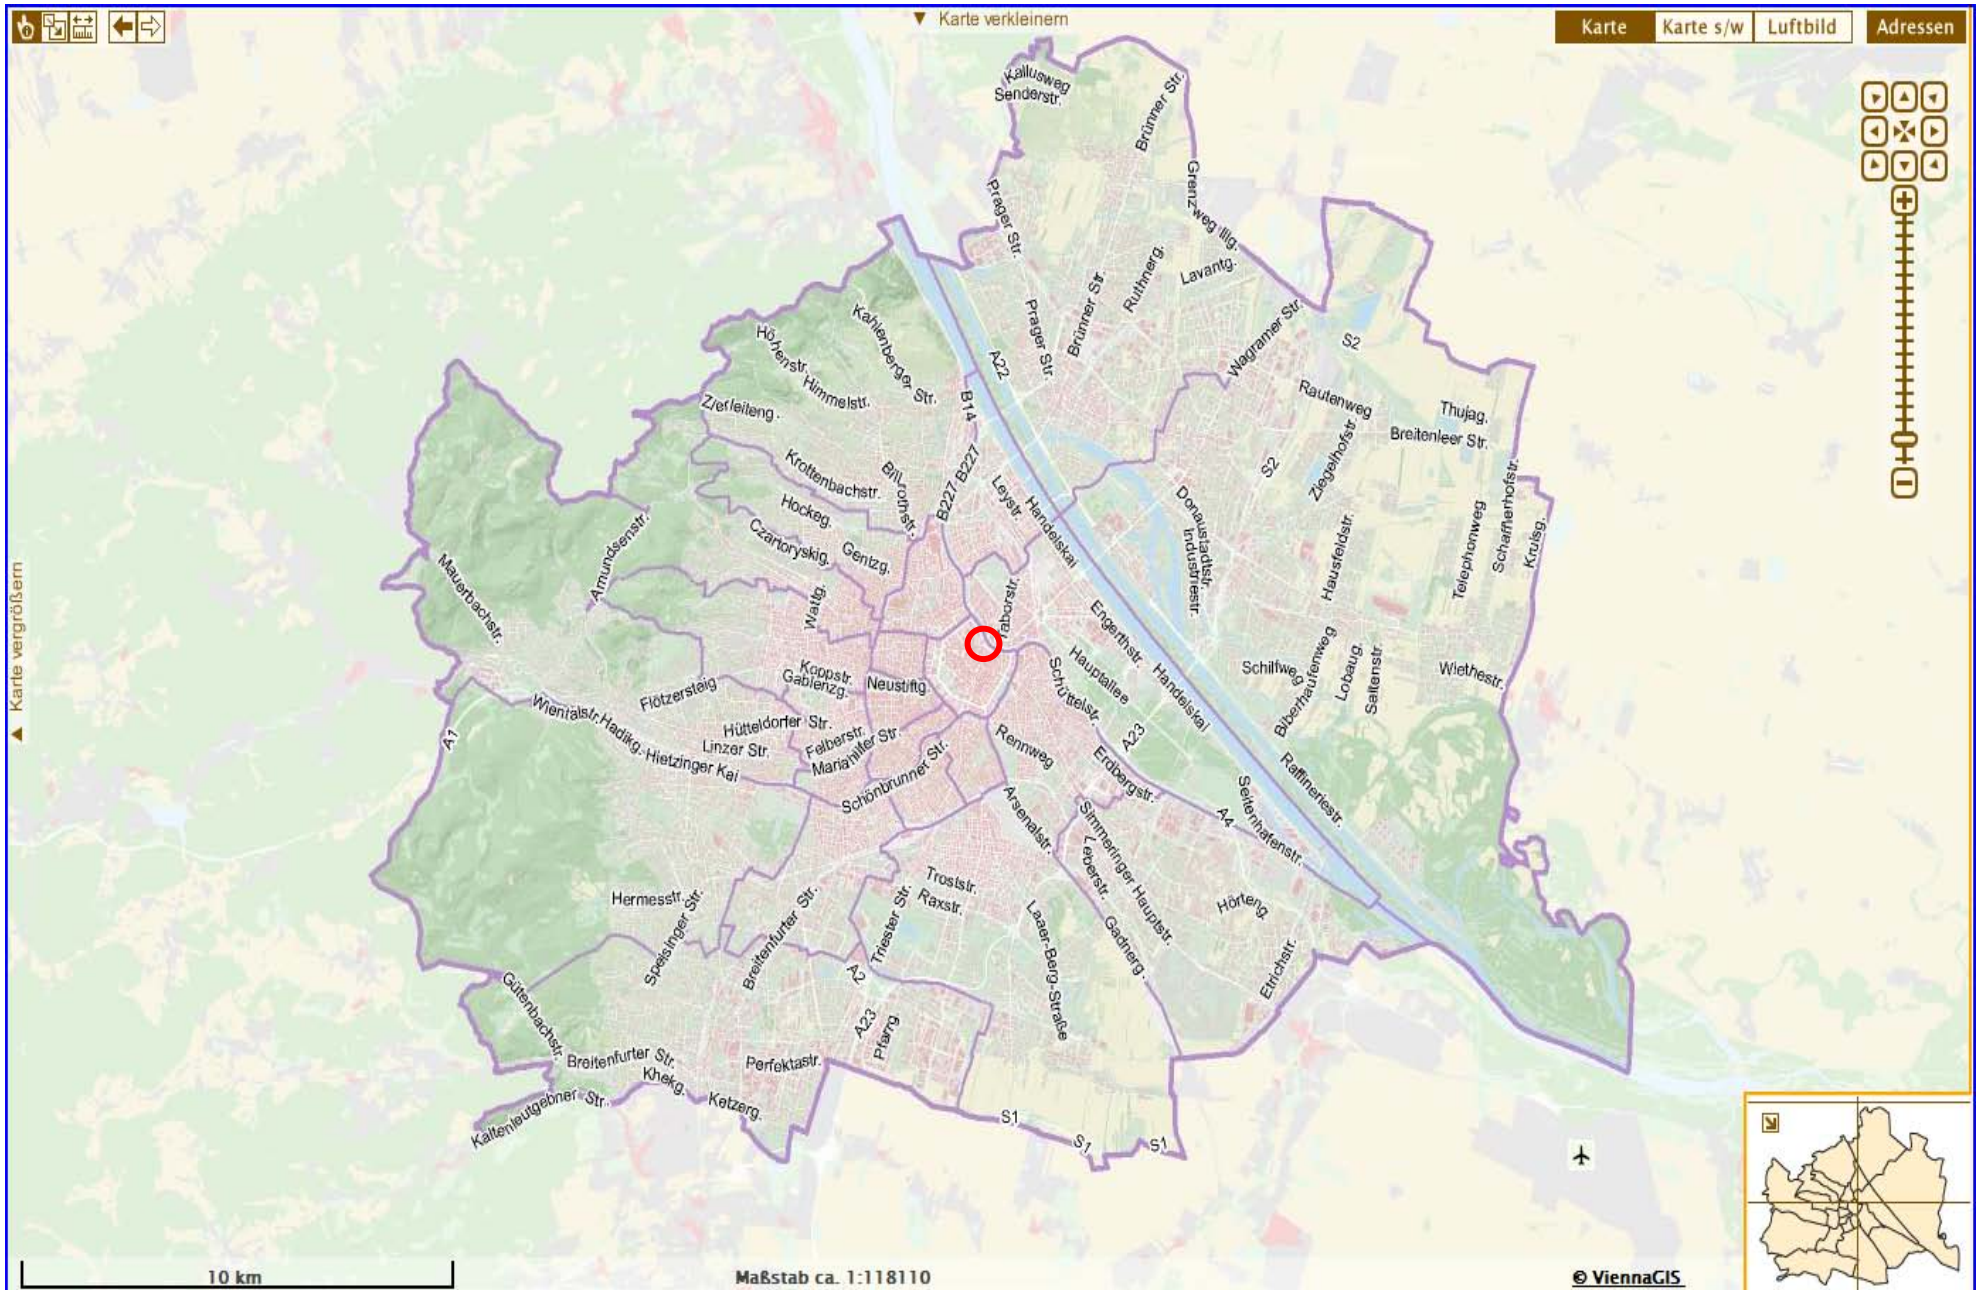 Karte verkleinern
Karte
Karte s/w
Luftbild
Adressen
Kallusweg
Senderstr.
Brünner Str.
Grenzweg IIIg.
Prager Str.
Lavantg.
Ruthnerg.
Brünner Str.
Prager Str.
Wagramer Str.
S2
A22
Kahlenberger Str.
Höhenstr.
Himmelstr.
Zierleiteng.
B14
Rautenweg
Thujag.
Breitenleer Str.
Ziegelhofstr.
S2
Krottenbachstr.
Billrothstr.
B227
B227
Leystr.
Handelskai
Hockeg.
Czartoryskig.
Gentzg.
Donaustadtstr.
Industriestr.
Hausfeldstr.
Telephonweg
Schafflerhofstr.
Krulsg.
Amundsenstr.
Mauerbachstr.
Karte vergrößern
Wattg.
Taborstr.
Engerthstr.
Hauptallee
Schüttelstr.
Handelskai
Schilfweg
Biberhaufenweg
Lobaug.
Saltenstr.
Wiethestr.
Koppstr.
Gablenzg.
Neustiftg
Flötzersteig
Wientalstr.
Hadikg.
Hietzinger Kai
Hütteldorfer Str.
Linzer Str.
Felberstr.
Mariahilfer Str.
Schönbrunner Str.
A1
Rennweg
A23
Erdbergstr.
Raffineriestr.
Seitenhafenstr.
A4
Arsenalstr.
Simmeringer Hauptstr.
Leberstr.
Gadnerg.
Hörteng.
Etrichstr.
Troststr.
Raxstr.
Triester Str.
Laaer-Berg-Straße
Hermesstr.
Speisinger Str.
Breitenfurter Str.
A2
A23
Pfarrg.
Gütenbachstr.
Breitenfurter Str.
Khekg.
Perfektastr.
Ketzerg.
Kaltenleutgebner Str.
S1
S1
S1
10 km
Maßstab ca. 1:118110
© ViennaGIS